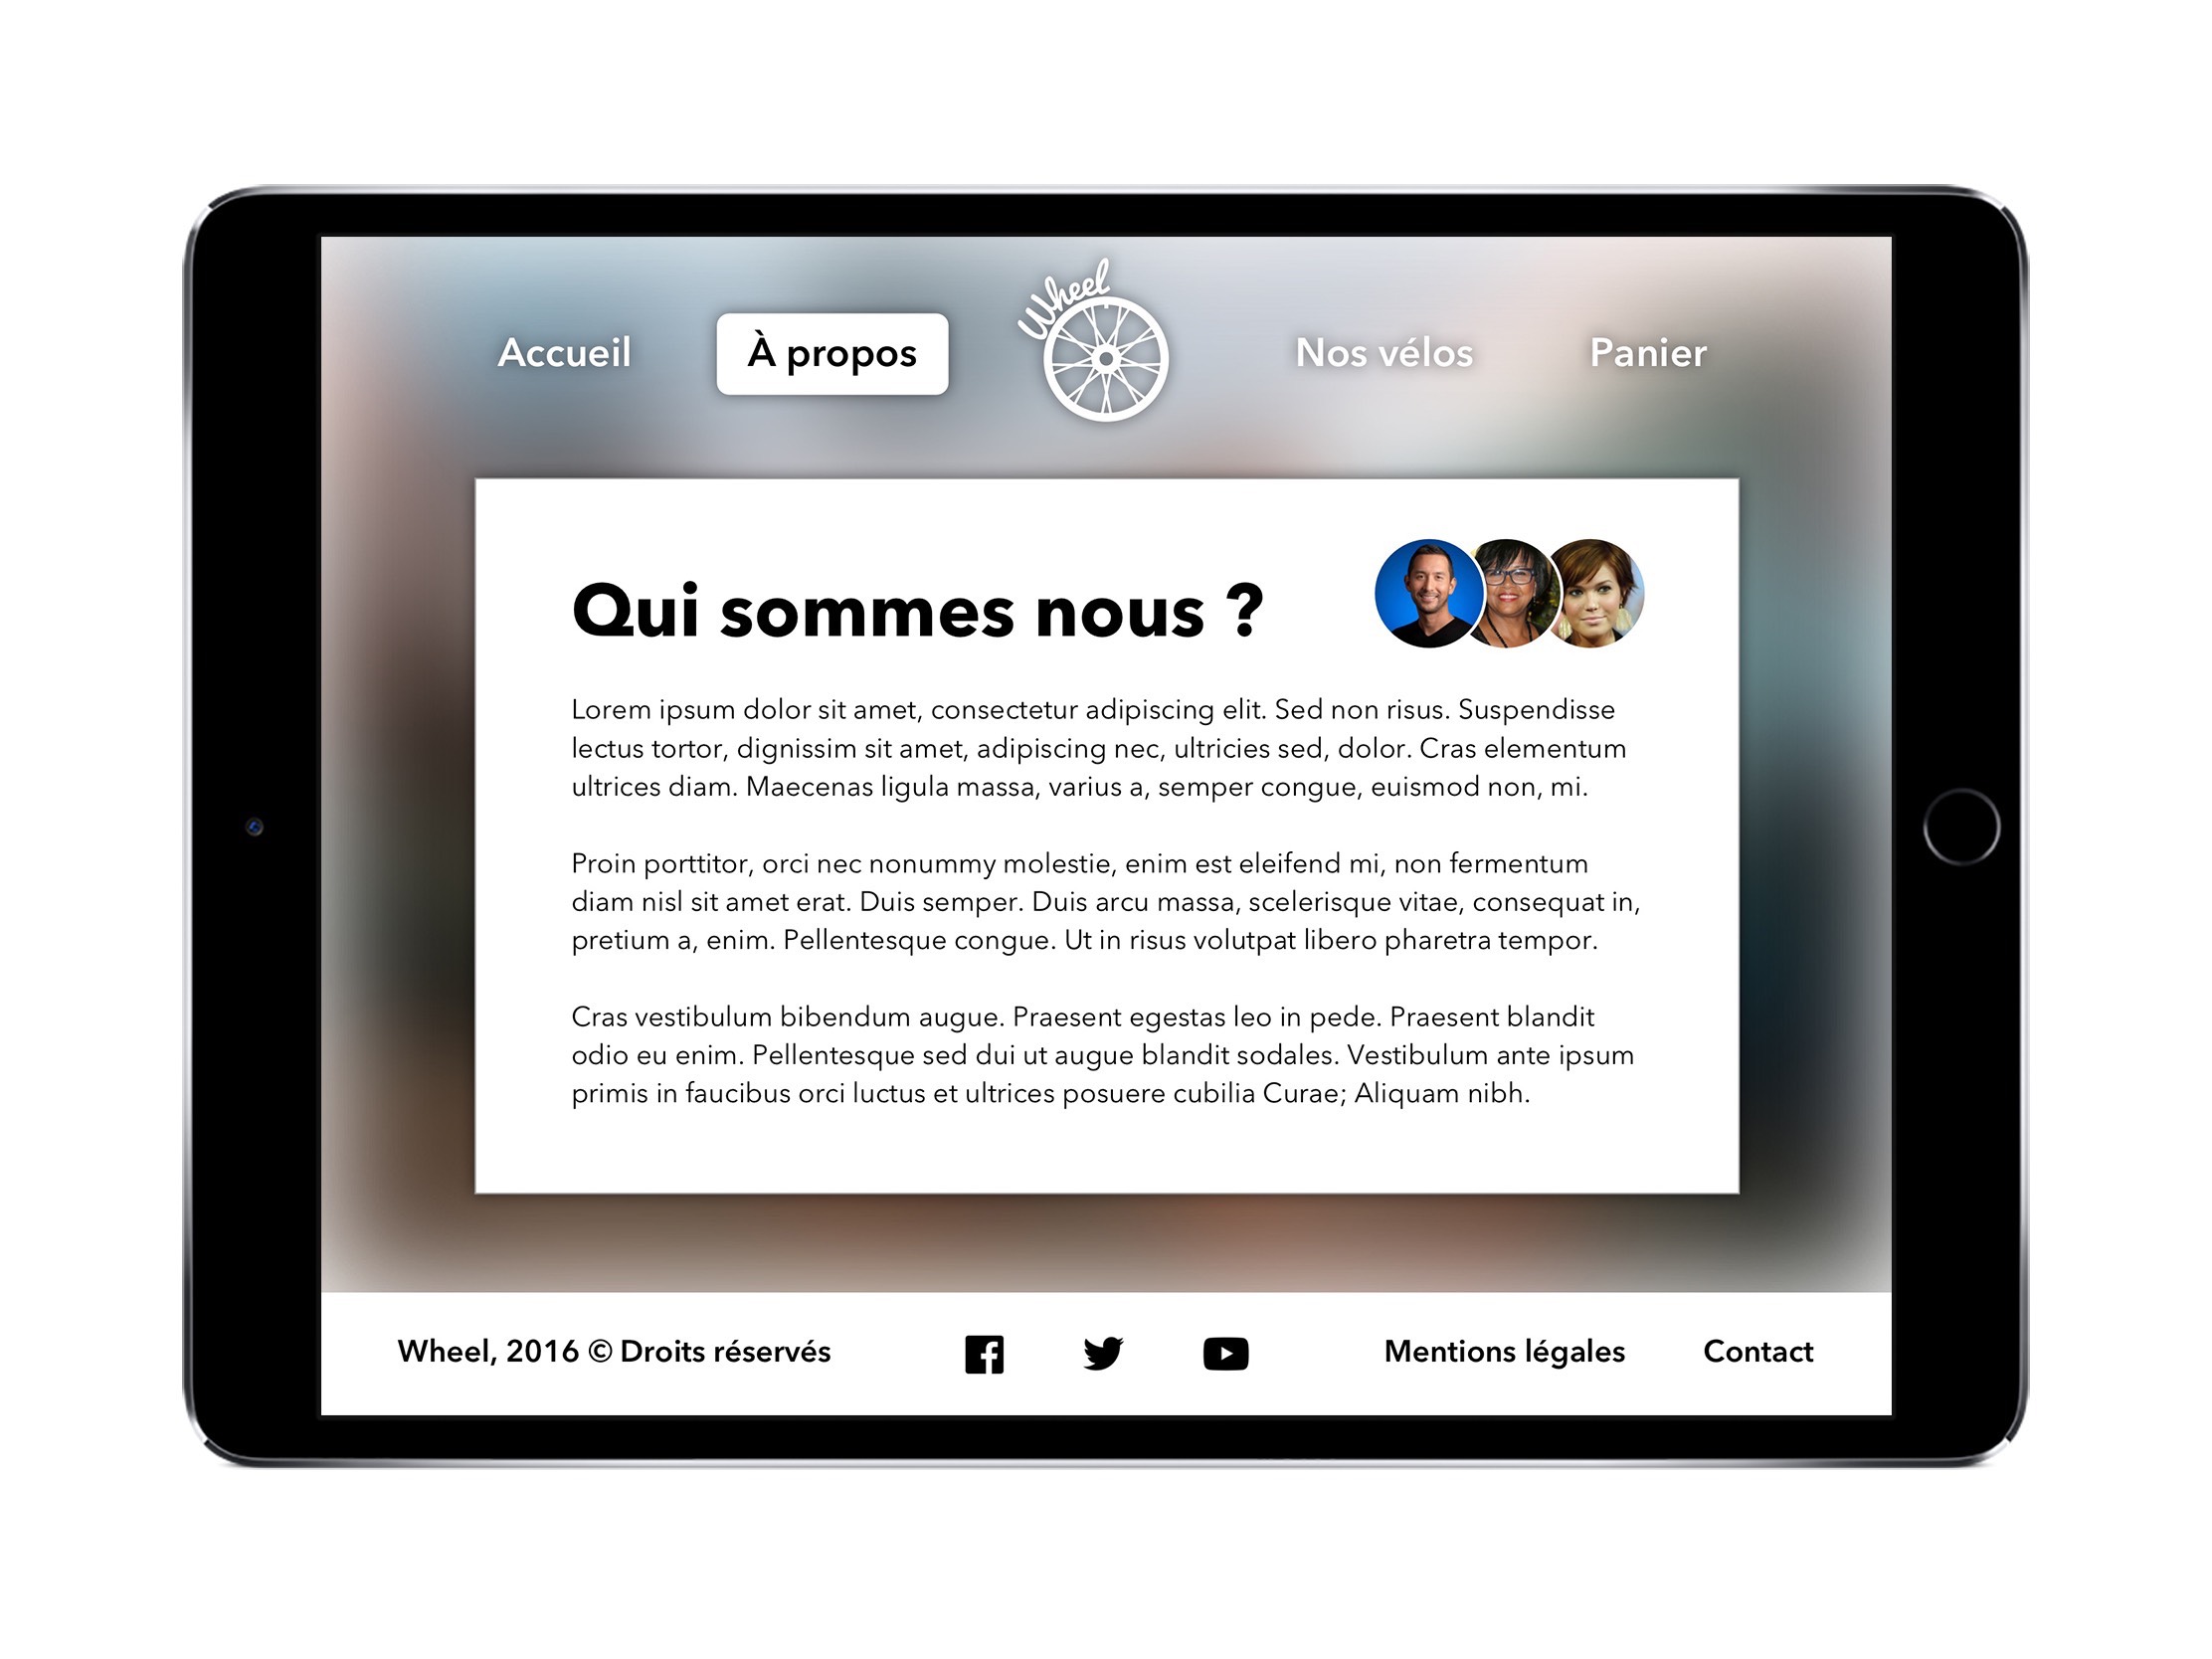 Wheel
Accueil
À propos
Nos vélos
Panier
Qui sommes nous ?
Lorem ipsum dolor sit amet, consectetur adipiscing elit. Sed non risus. Suspendisse
lectus tortor, dignissim sit amet, adipiscing nec, ultricies sed, dolor. Cras elementum
ultrices diam. Maecenas ligula massa, varius a, semper congue, euismod non, mi.
Proin porttitor, orci nec nonummy molestie, enim est eleifend mi, non fermentum
diam nisl sit amet erat. Duis semper. Duis arcu massa, scelerisque vitae, consequat in,
pretium a, enim. Pellentesque congue. Ut in risus volutpat libero pharetra tempor.
Cras vestibulum bibendum augue. Praesent egestas leo in pede. Praesent blandit
odio eu enim. Pellentesque sed dui ut augue blandit sodales. Vestibulum ante ipsum
primis in faucibus orci luctus et ultrices posuere cubilia Curae; Aliquam nibh.
Wheel, 2016 © Droits réservés
Mentions légales
Contact